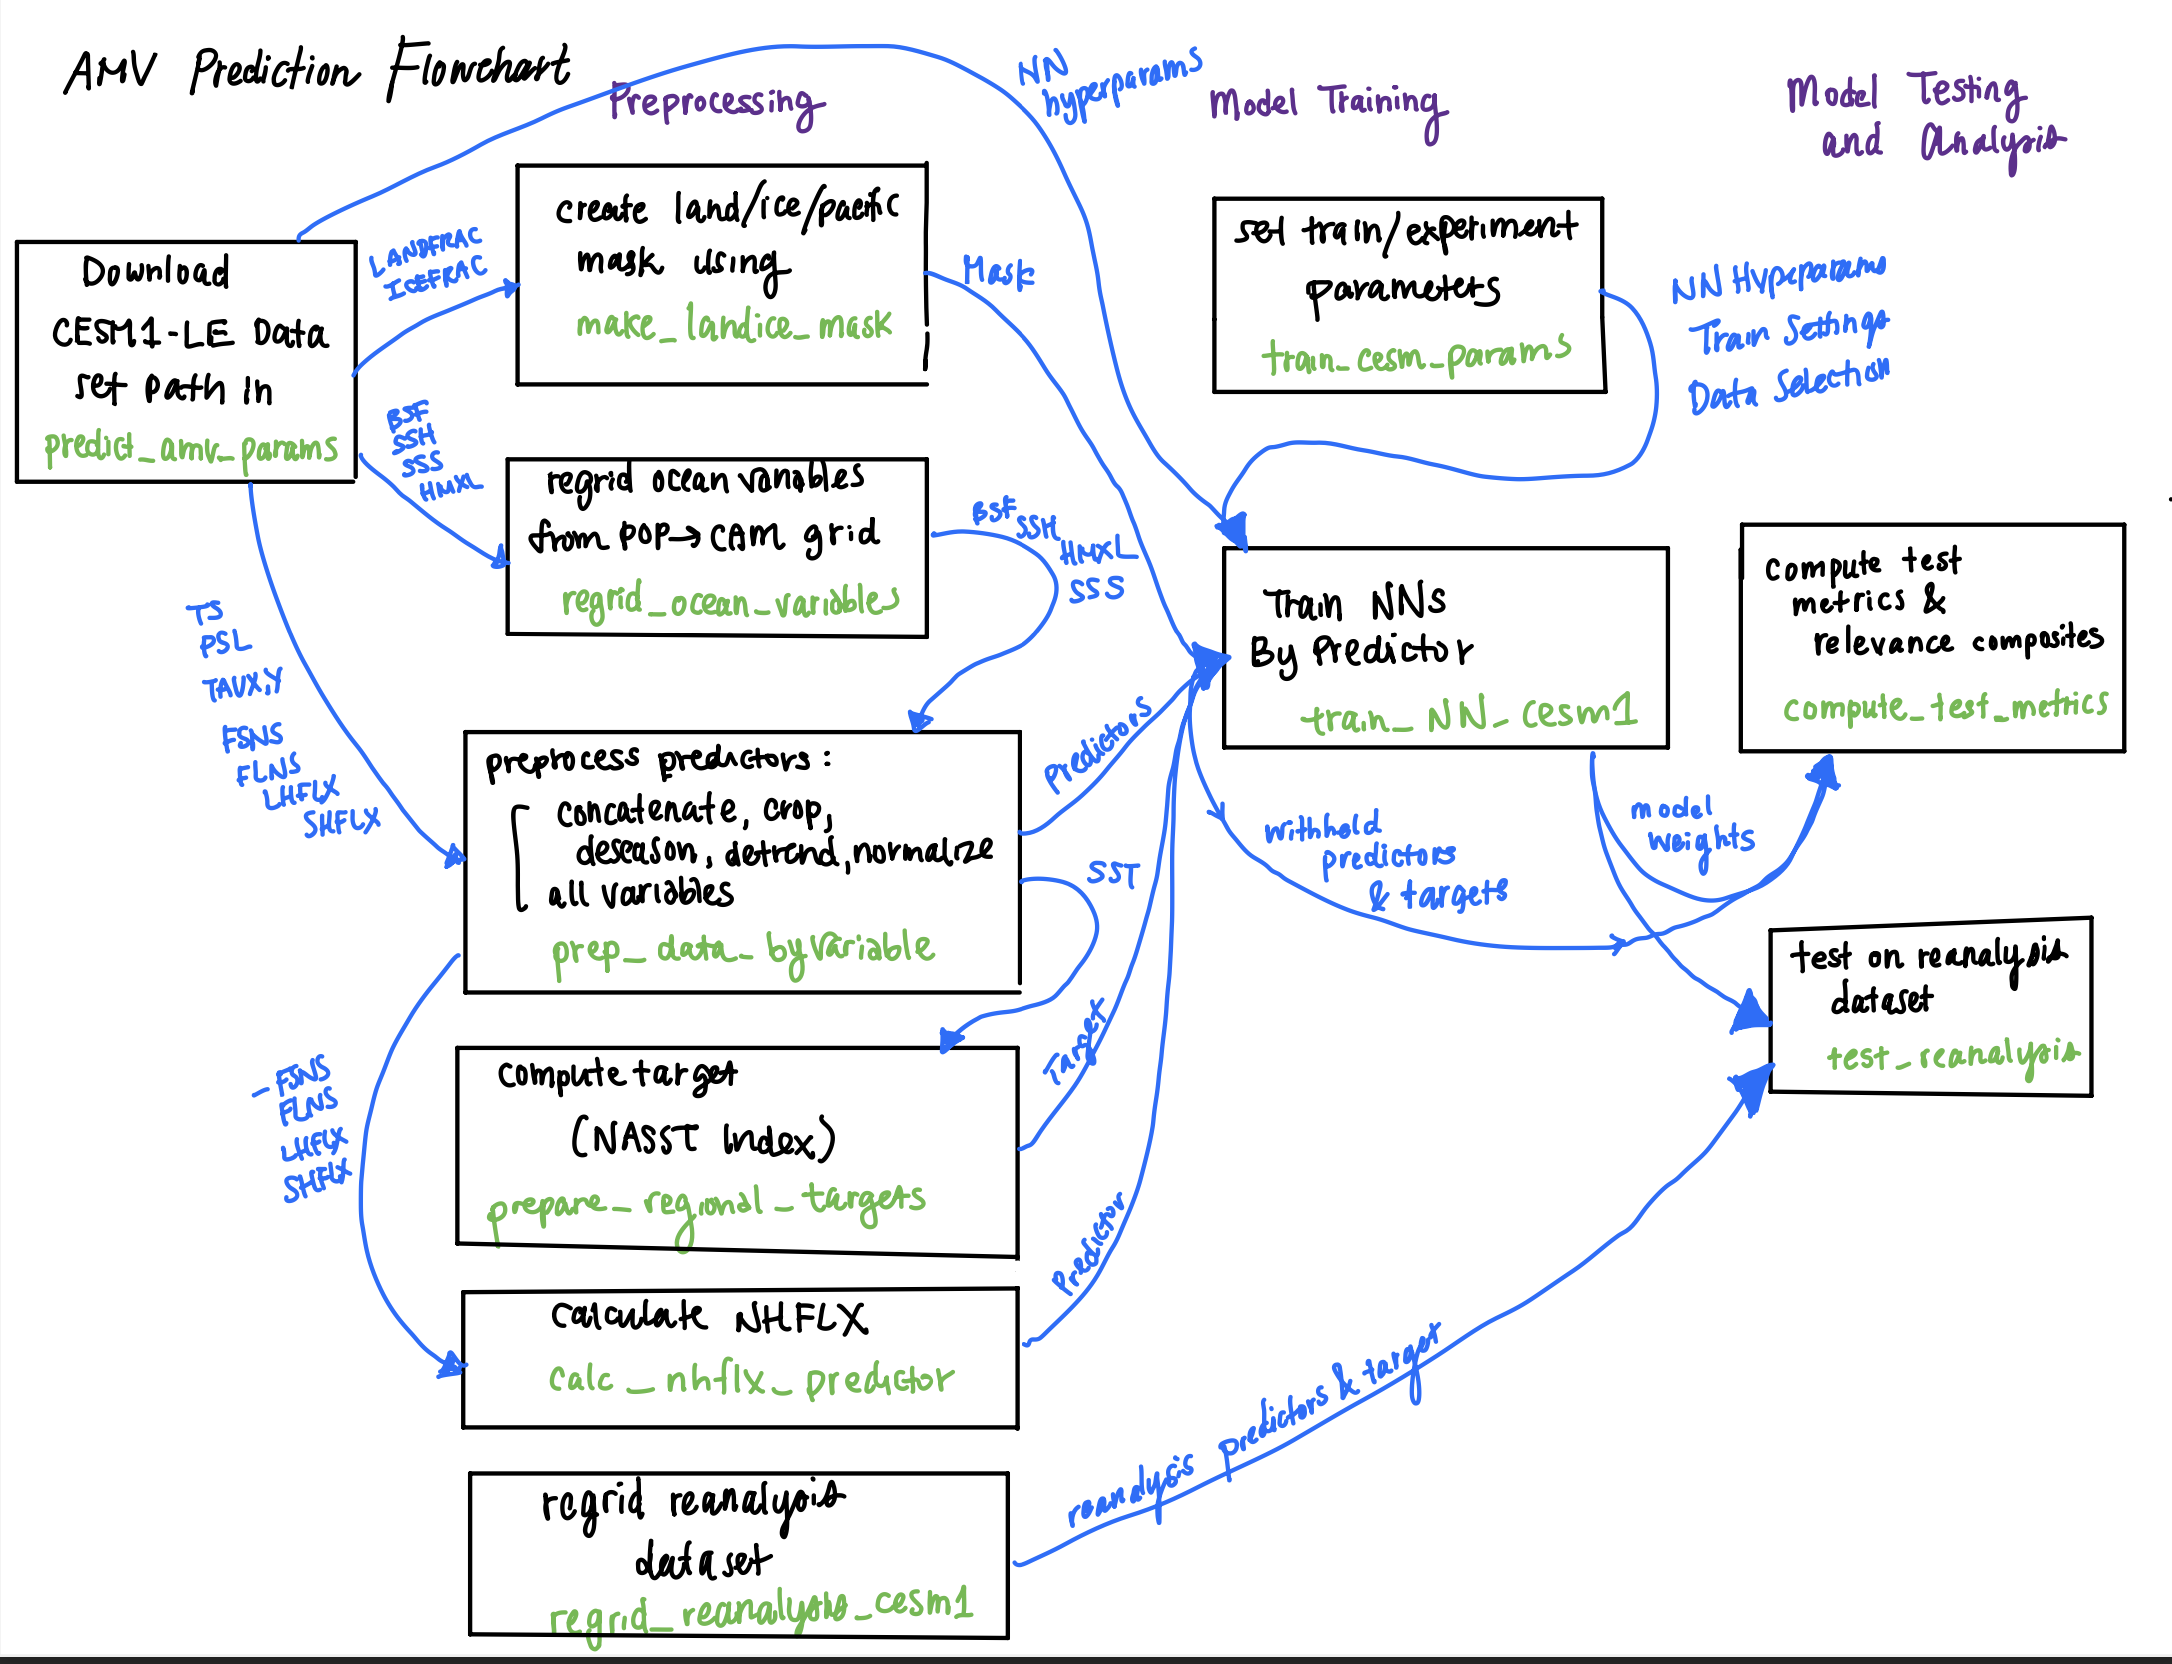 AMV Prediction Flowchart
Preprocessing
NN
hyperparams
Model Training
Model Testing
and Analysis
Download
CESM1-LE Data
set path in
predict_amv_params
LANDFRAC
ICEFRAC
create land/ice/pacific
mask using
make_landice_mask
Mask
set train/experiment
parameters
train_cesm_params
NN Hyperparams
Train Settings
Data Selection
BSF
SSH
SSS
HMXL
regrid ocean variables
from POP→CAM grid
regrid_ocean_variables
BSF
SSH
HMXL
SSS
TS
PSL
TAUX,Y
FSNS
FLNS
LHFLX
SHFLX
preprocess predictors:
concatenate, crop,
deseason, detrend, normalize
all variables
prep_data_byvariable
Predictors
SST
Train NNs
By Predictor
train_NN_cesm1
compute test
metrics &
relevance composites
compute_test_metrics
model
weights
withheld
predictors
& targets
test on reanalysis
dataset
test_reanalysis
FSNS
FLNS
LHFLX
SHFLX
compute target
(NASST Index)
prepare_regional_targets
Target
calculate NHFLX
calc_nhflx_predictor
Predictor
regrid reanalysis
dataset
regrid_reanalysis_cesm1
reanalysis predictors & target